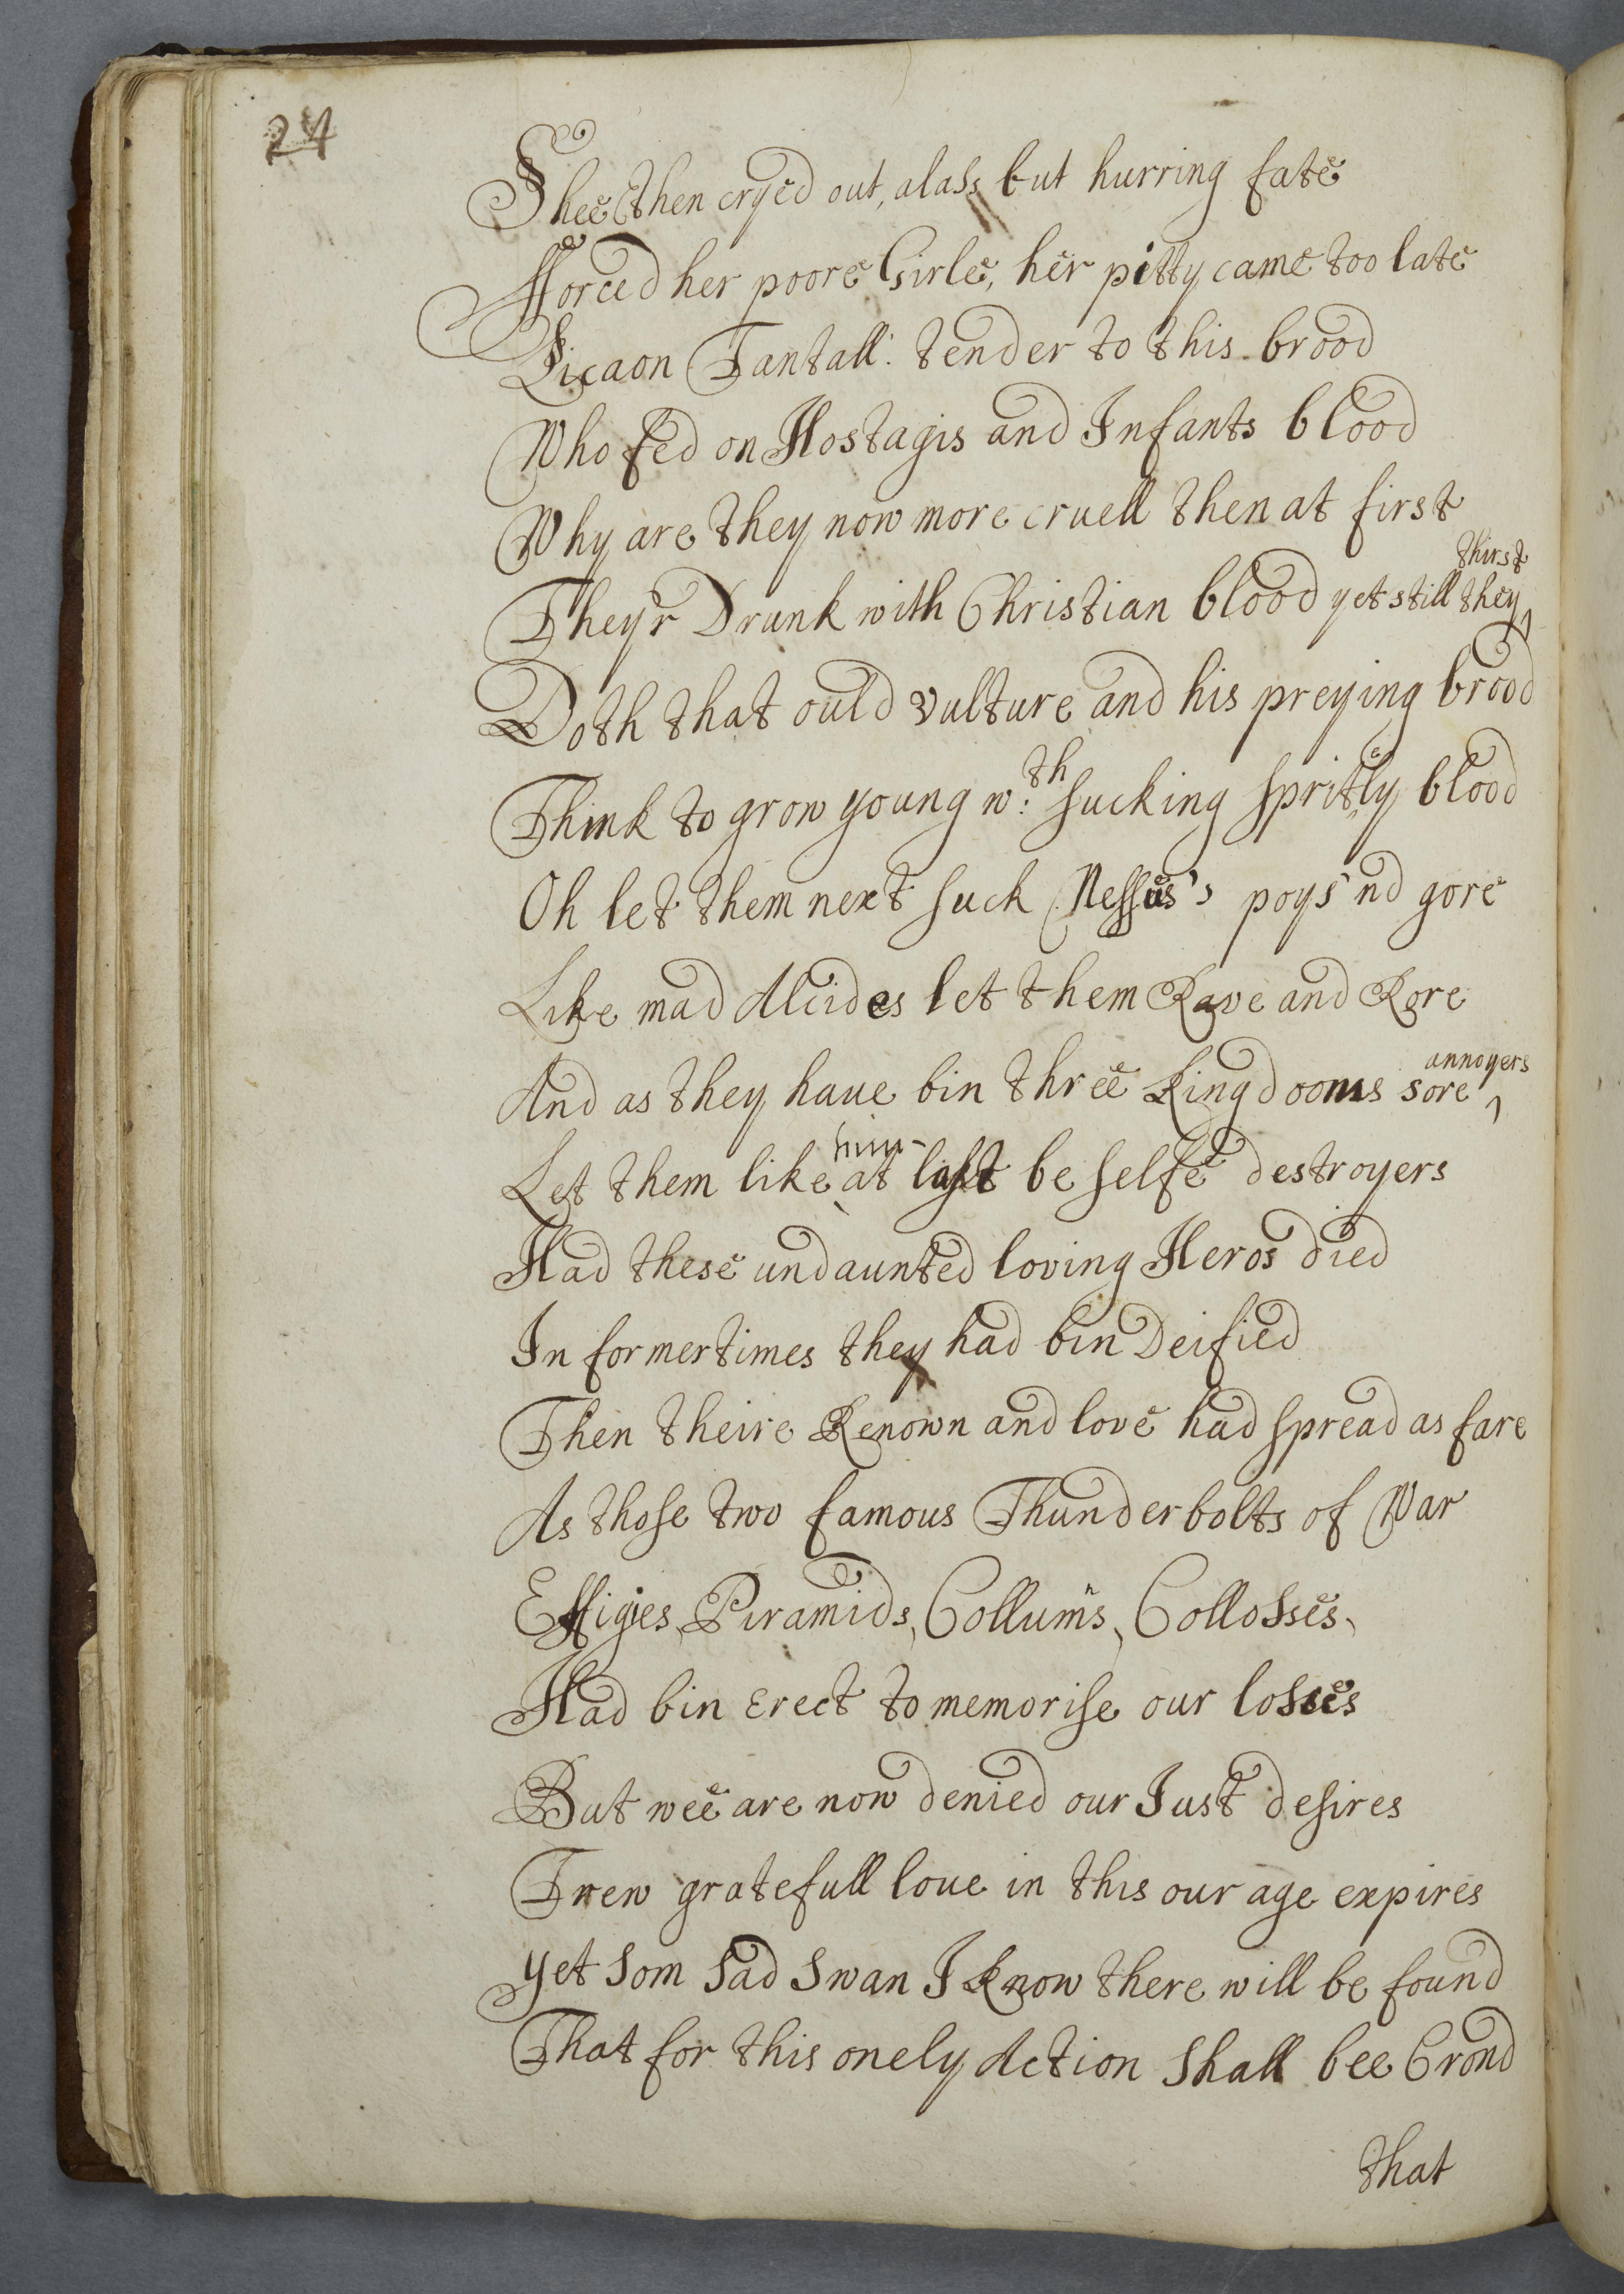 24
Shee then cryed out, alass but hurring fate
Fforced her poore Girle, her pitty came too late
Licaon Tantall: tender to this brood
Who fed on Hostagis and Infants blood
Why are they now more cruell then at first
They'r Drunk with Christian blood yet still they thirst
Doth that ould vulture and his preying brood
Think to grow young w:th sucking spritely blood
Oh let them next suck Nessus's poys'nd gore
Like mad Alcides let them Rave and Rore
And as they haue bin three Kingdooms sore annoyers
Let them like him at last be selfe destroyers
Had these undaunted loving Heros died
In former times they had bin Deified
Then theire Renown and love had spread as fare
As those two famous Thunderbolts of War
Effigies, Piramids, Collumns, Collosses,
Had bin Erect to memorise our losses
But wee are now denied our Just desires
Trew gratefull loue in this our age expires
yet som sad swan I know there will be found
That for this onely Action shall bee Crond
that